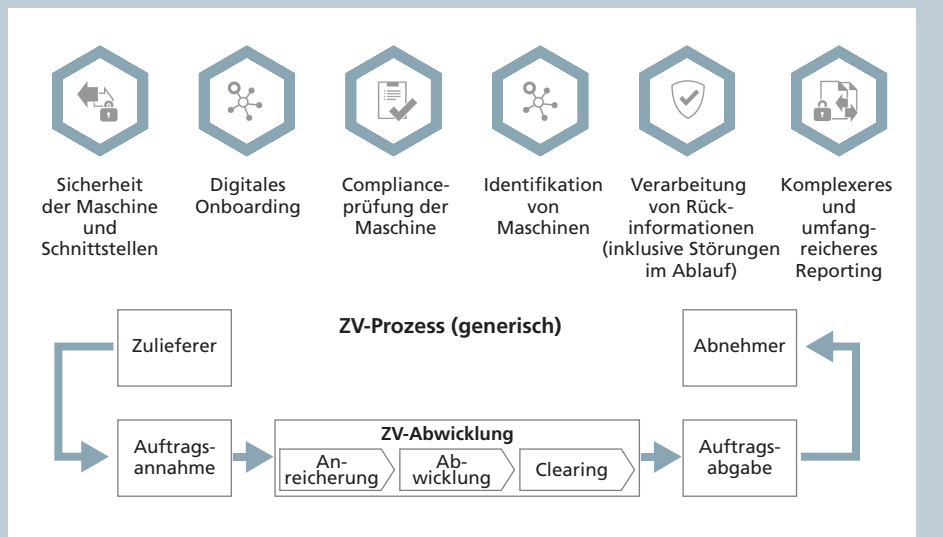 Sicherheit
der Maschine
und
Schnittstellen
Digitales
Onboarding
Compliance-
prüfung der
Maschine
Identifikation
von
Maschinen
Verarbeitung
von Rück-
informationen
(inklusive Störungen
im Ablauf)
Komplexeres
und
umfang-
reicheres
Reporting
ZV-Prozess (generisch)
Zulieferer
Abnehmer
Auftrags-
annahme
ZV-Abwicklung
An-
reicherung
Ab-
wicklung
Clearing
Auftrags-
abgabe